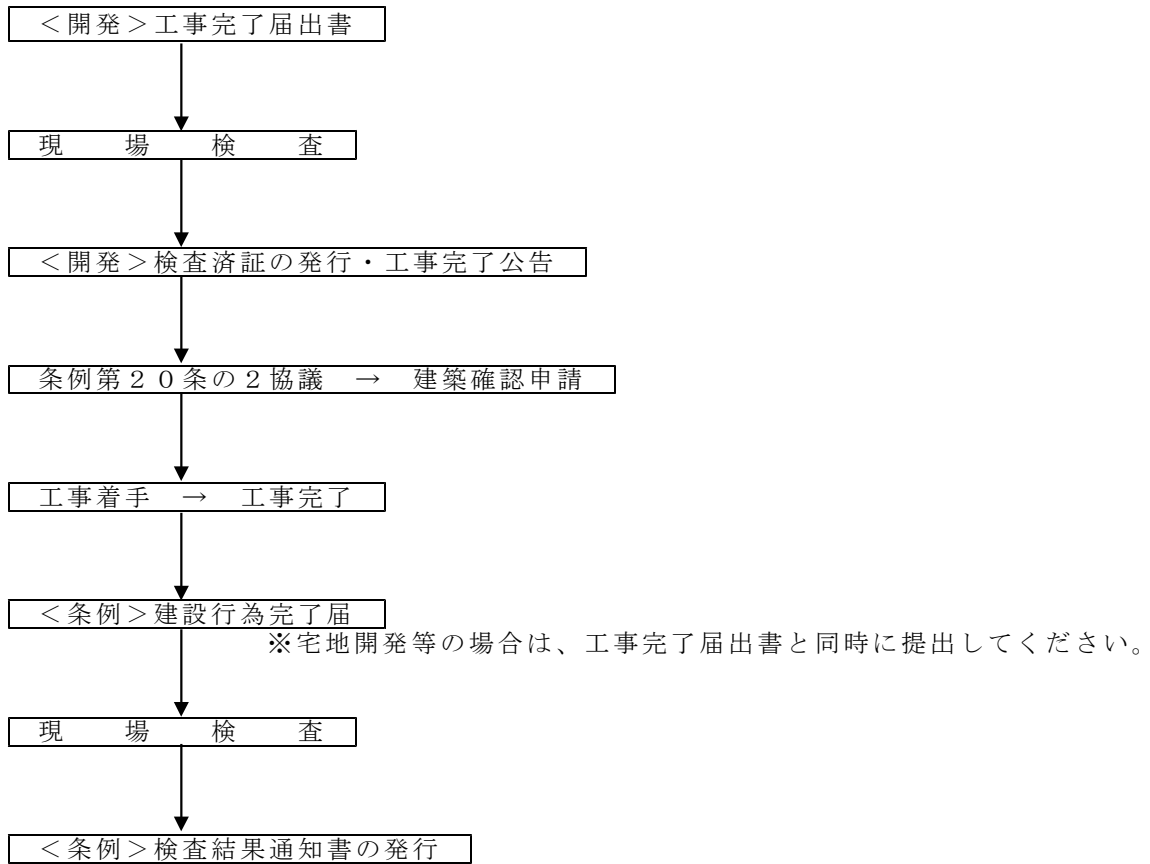 ＜開発＞工事完了届出書
現　場　検　査
＜開発＞検査済証の発行・工事完了公告
条例第２０条の２協議　→　建築確認申請
工事着手　→　工事完了
＜条例＞建設行為完了届
※宅地開発等の場合は、工事完了届出書と同時に提出してください。
現　場　検　査
＜条例＞検査結果通知書の発行